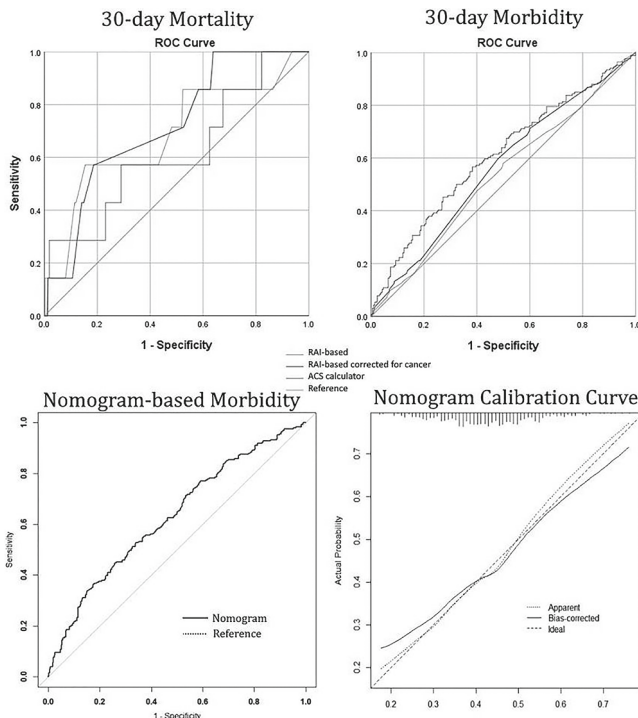 30-day Mortality
ROC Curve
1.0
0.8
0.6
0.4
0.2
0.0
Sensitivity
0.0 0.2 0.4 0.6 0.8 1.0
1 - Specificity
30-day Morbidity
ROC Curve
1.0
0.8
0.6
0.4
0.2
0.0
0.0 0.2 0.4 0.6 0.8 1.0
1 - Specificity
RAI-based
RAI-based corrected for cancer
ACS calculator
Reference
Nomogram-based Morbidity
1.0
0.8
0.6
0.4
0.2
0.0
Sensitivity
Nomogram
Reference
0.0 0.2 0.4 0.6 0.8 1.0
1 - Specificity
Nomogram Calibration Curve
0.7
0.6
0.5
0.4
0.3
0.2
Actual Probability
Apparent
Bias-corrected
Ideal
0.2 0.3 0.4 0.5 0.6 0.7